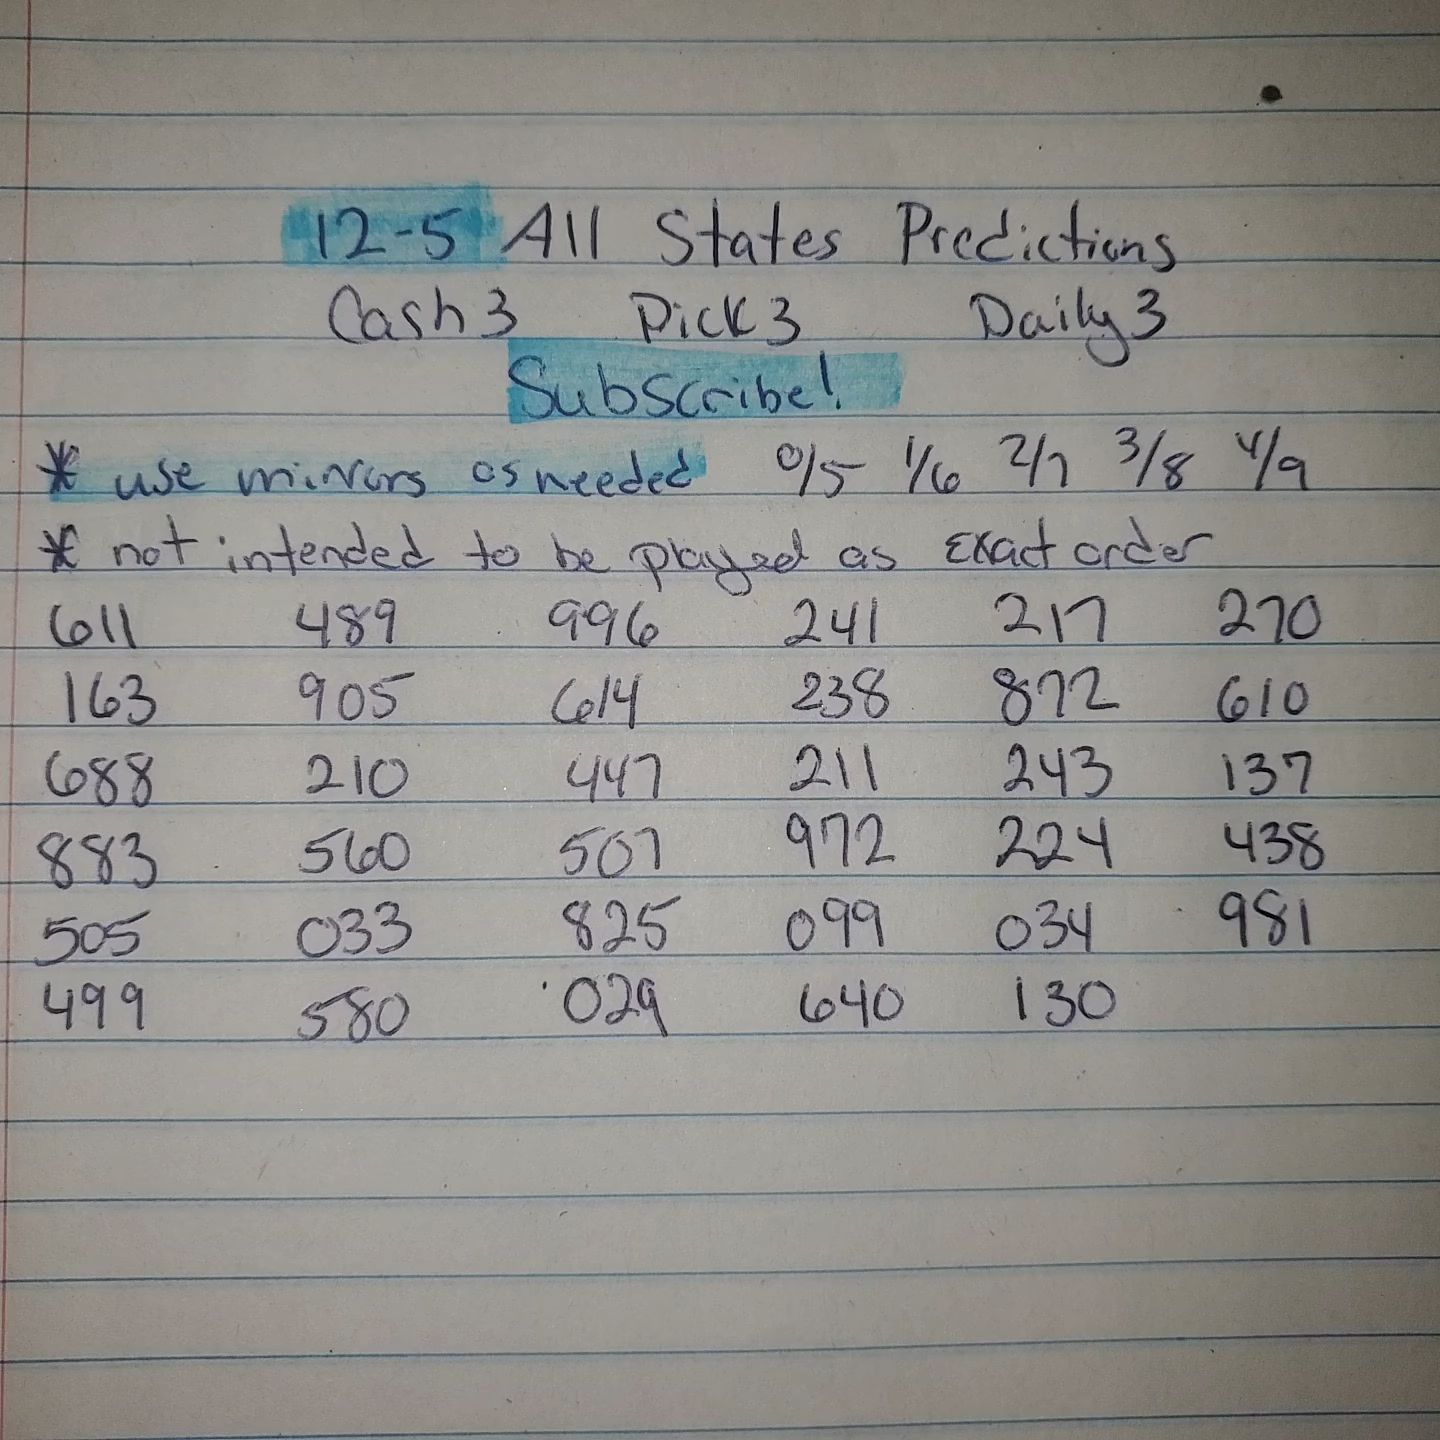 12-5 All States Predictions
Cash 3 Pick 3 Daily 3
Subscribe!
* use mirrors as needed 0/5 1/6 2/7 3/8 4/9
* not intended to be played as exact order
611 489 996 241 217 270
163 905 614 238 872 610
688 210 447 211 243 137
883 560 507 972 224 438
505 033 825 099 034 981
499 580 029 640 130